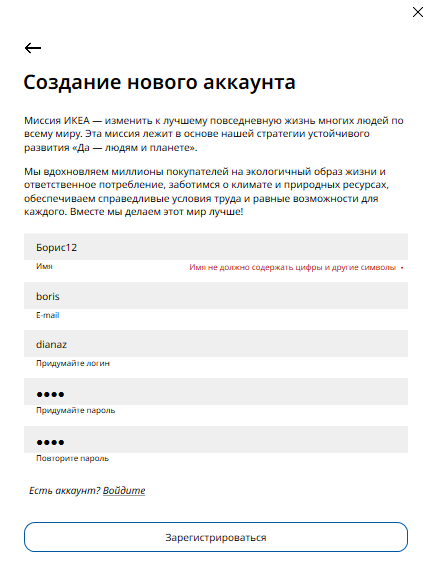 Создание нового аккаунта
Миссия ИКЕА — изменить к лучшему повседневную жизнь многих людей по
всему миру. Эта миссия лежит в основе нашей стратегии устойчивого
развития «Да — людям и планете».
Мы вдохновляем миллионы покупателей на экологичный образ жизни и
ответственное потребление, заботимся о климате и природных ресурсах,
обеспечиваем справедливые условия труда и равные возможности для
каждого. Вместе мы делаем этот мир лучше!
Борис12
Имя Имя не должно содержать цифры и другие символы •
boris
E-mail
dianaz
Придумайте логин
●●●●
Придумайте пароль
●●●●
Повторите пароль
Есть аккаунт? Войдите
Зарегистрироваться